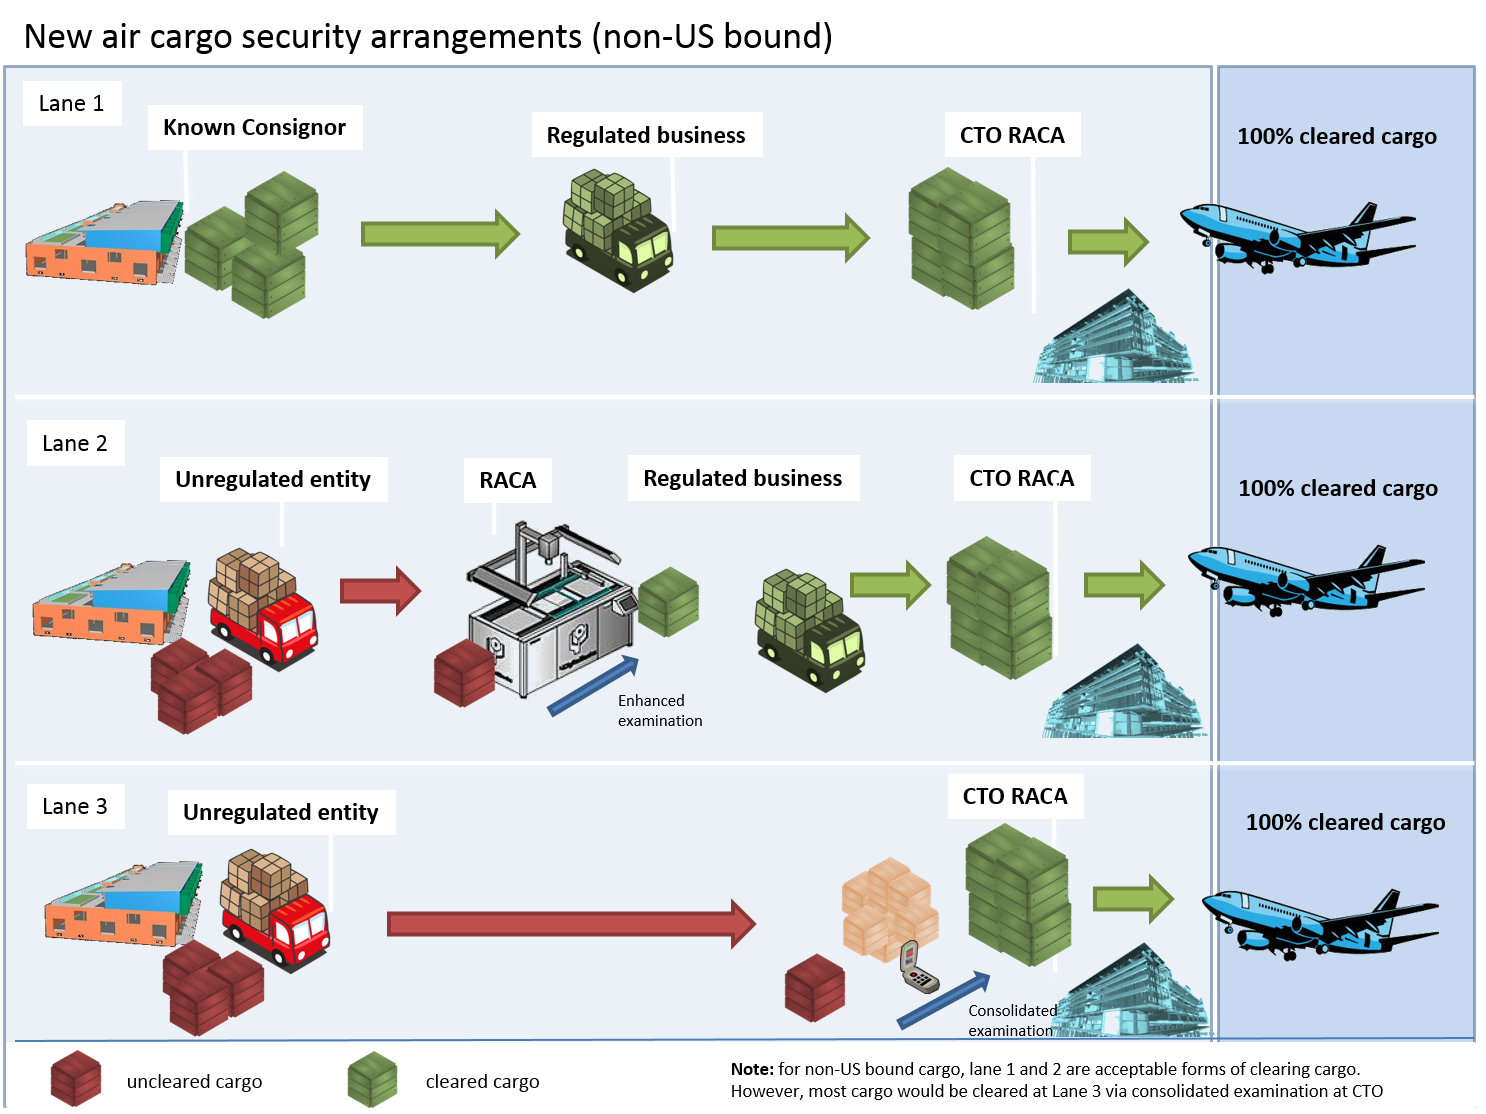 New air cargo security arrangements (non-US bound)
Lane 1
Known Consignor
Regulated business
CTO RACA
100% cleared cargo
Lane 2
Unregulated entity
RACA
Regulated business
CTO RACA
100% cleared cargo
Enhanced
examination
Lane 3
Unregulated entity
CTO RACA
100% cleared cargo
Consolidated
examination
uncleared cargo
cleared cargo
Note: for non-US bound cargo, lane 1 and 2 are acceptable forms of clearing cargo.
However, most cargo would be cleared at Lane 3 via consolidated examination at CTO